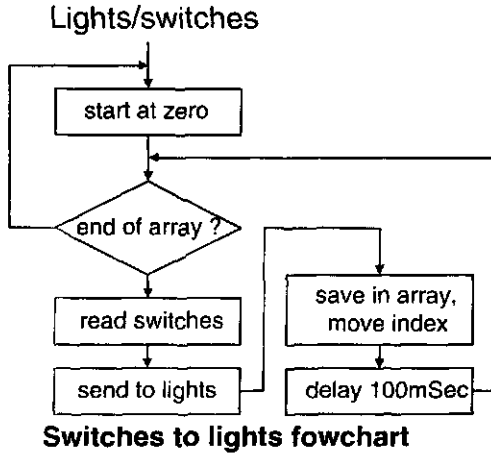 Lights/switches
start at zero
end of array ?
read switches
send to lights
save in array,
move index
delay 100mSec
Switches to lights fowchart